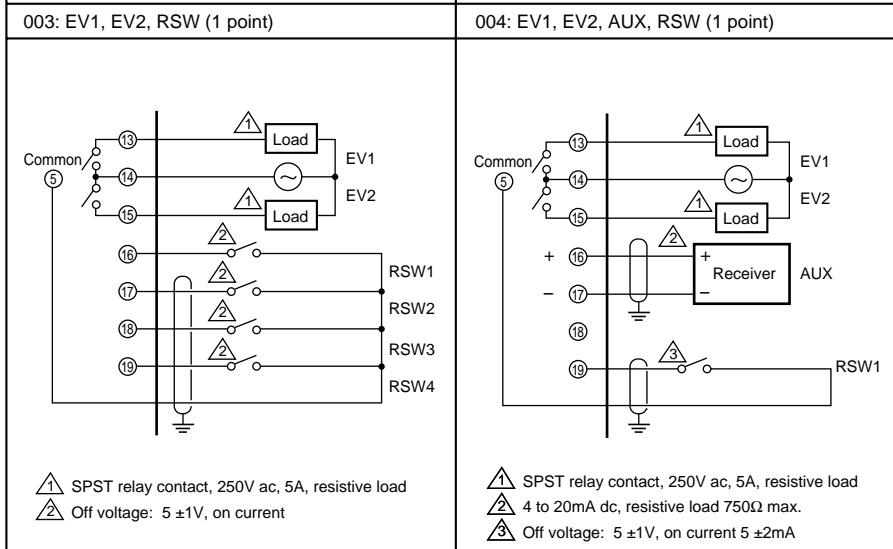 003: EV1, EV2, RSW (1 point)
1
13
Load
Common
EV1
5
14
1
EV2
15
Load
2
16
2
RSW1
17
2
RSW2
18
2
RSW3
19
RSW4
1 SPST relay contact, 250V ac, 5A, resistive load
2 Off voltage: 5 ±1V, on current
004: EV1, EV2, AUX, RSW (1 point)
1
13
Load
Common
EV1
5
14
1
EV2
15
Load
2
+ 16
+
Receiver
AUX
− 17
−
18
3
19
RSW1
1 SPST relay contact, 250V ac, 5A, resistive load
2 4 to 20mA dc, resistive load 750Ω max.
3 Off voltage: 5 ±1V, on current 5 ±2mA